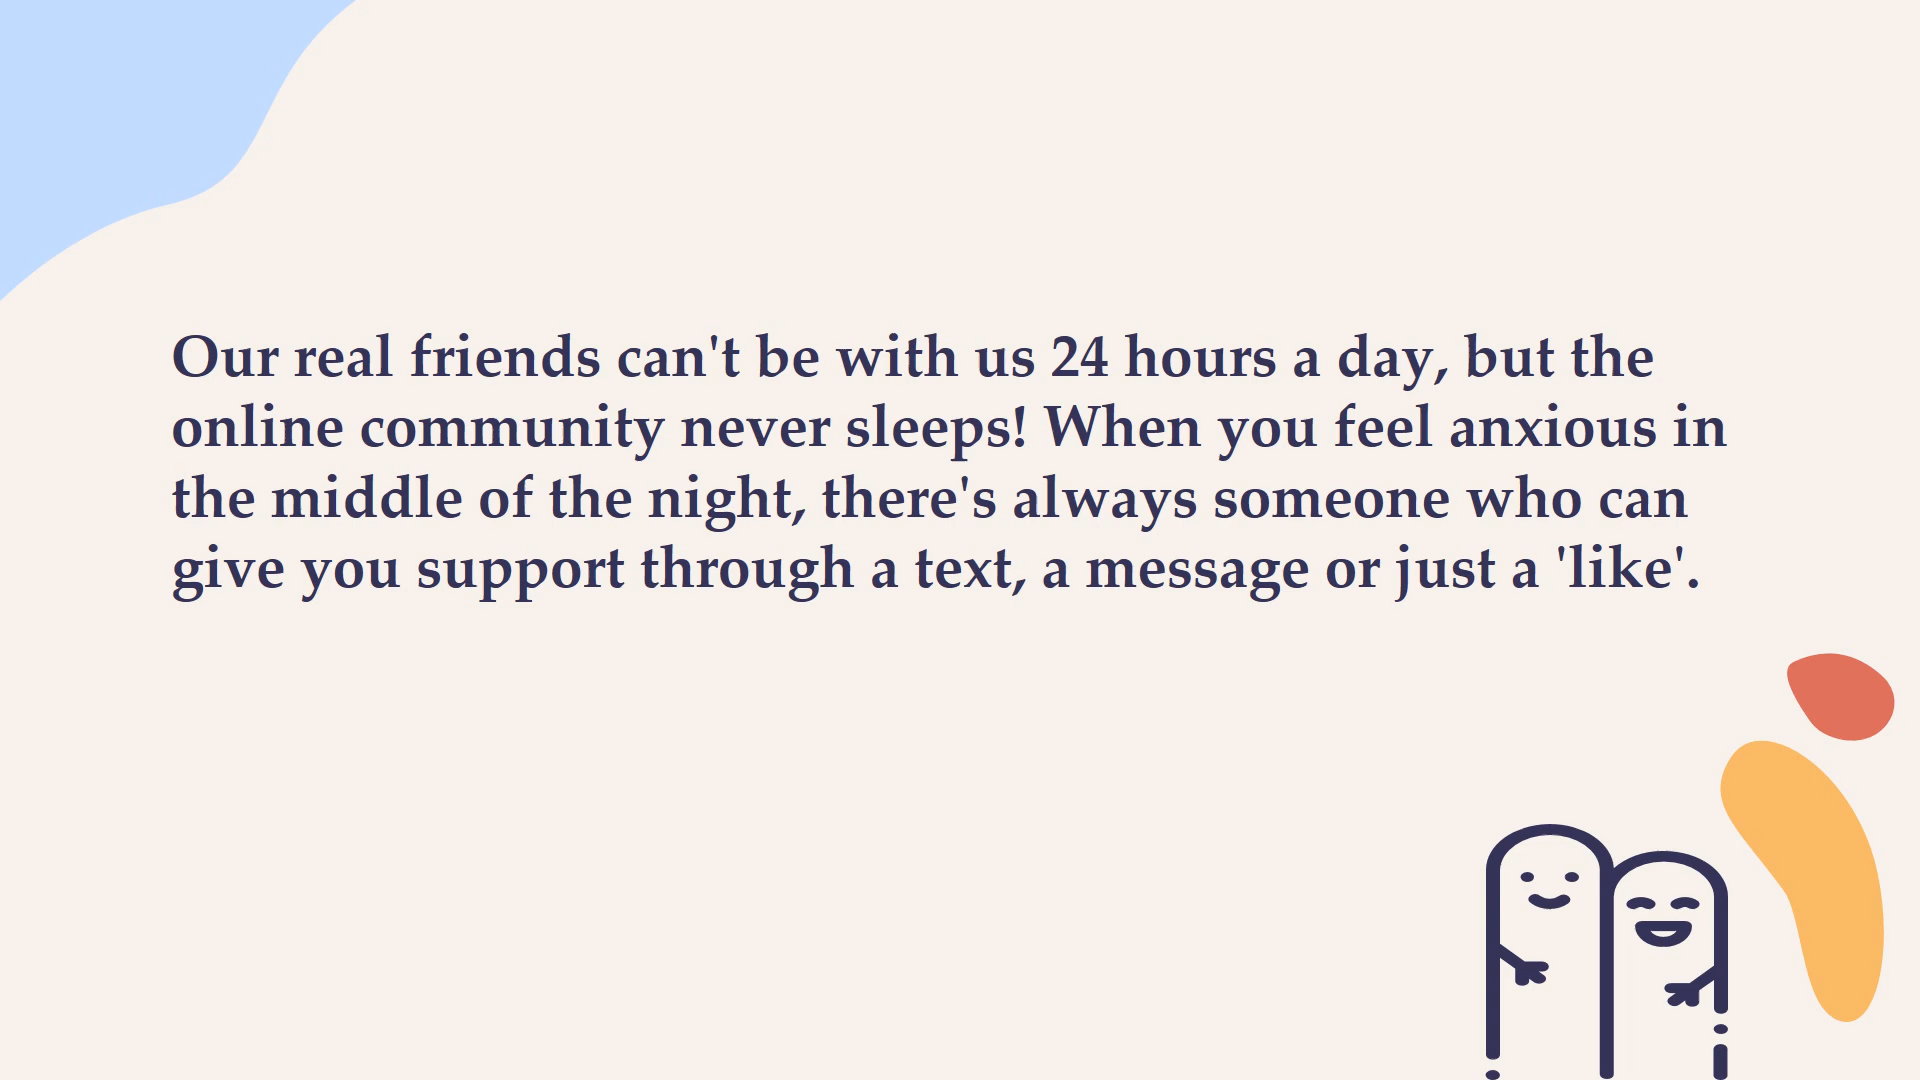 Our real friends can't be with us 24 hours a day, but the
online community never sleeps! When you feel anxious in
the middle of the night, there's always someone who can
give you support through a text, a message or just a 'like'.